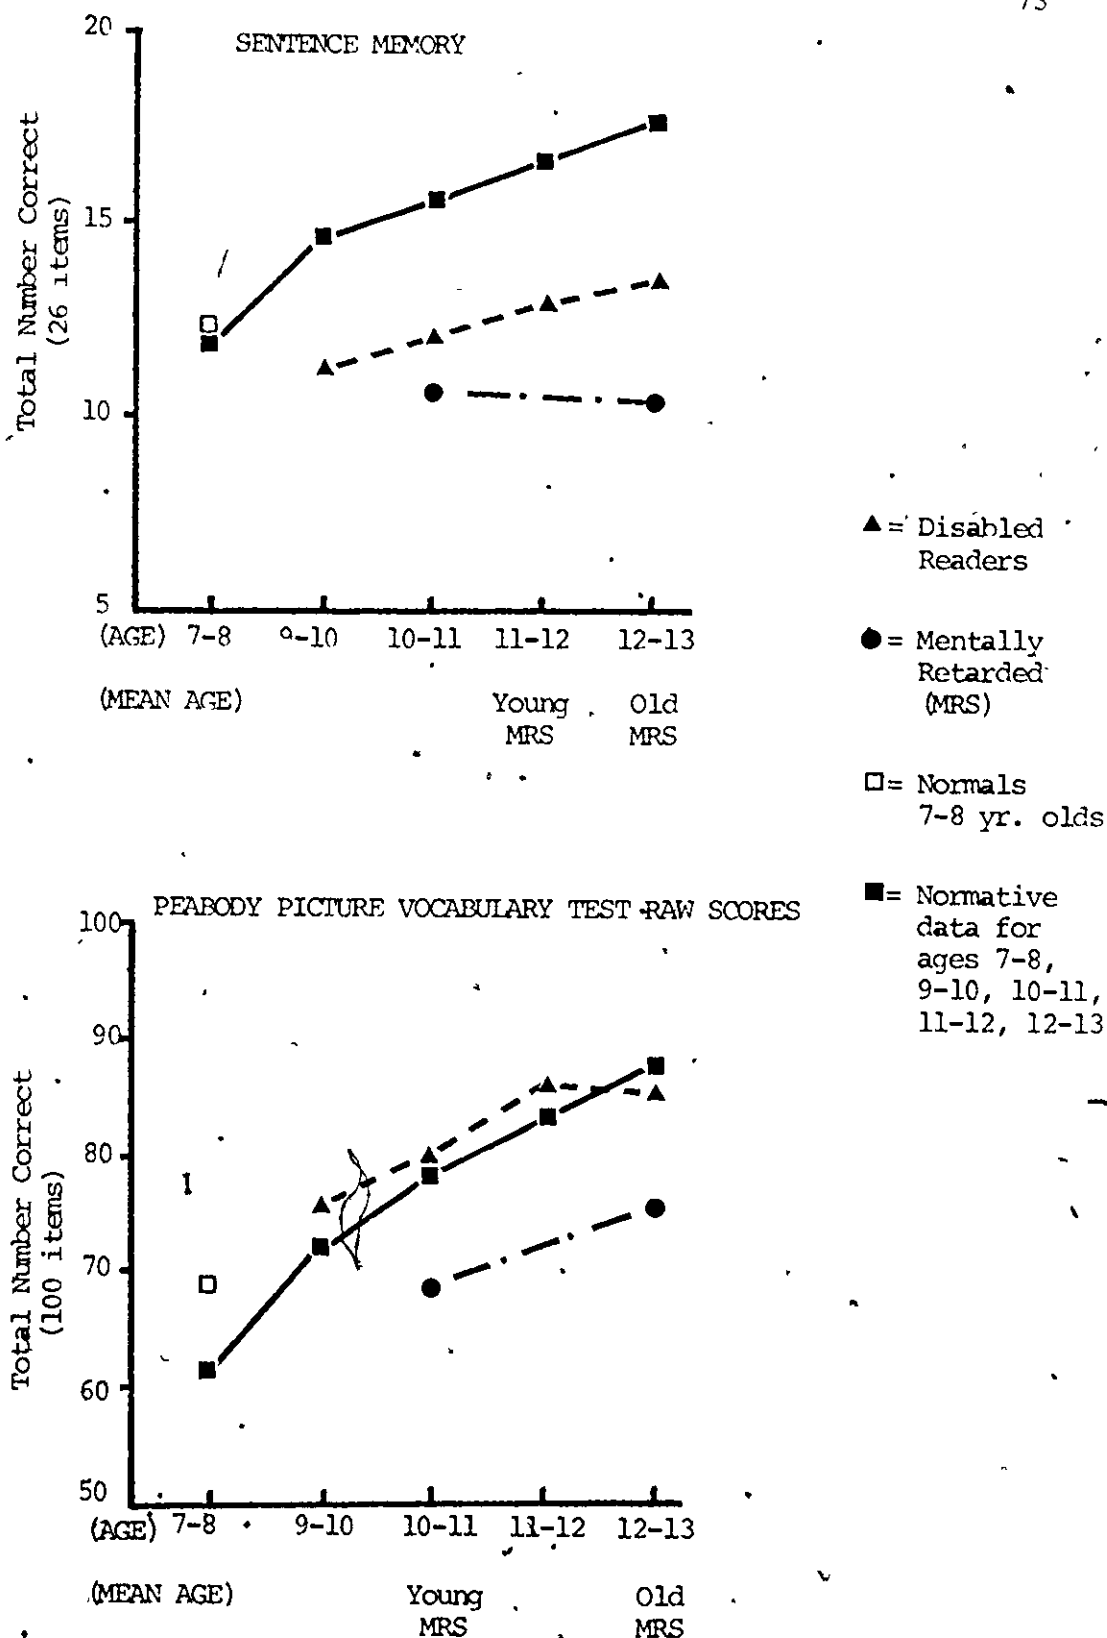 SENTENCE MEMORY
20
15
10
5
Total Number Correct
(26 items)
(AGE) 7-8 9-10 10-11 11-12 12-13
(MEAN AGE) Young Old
MRS MRS
▲ = Disabled
Readers
● = Mentally
Retarded
(MRS)
□ = Normals
7-8 yr. olds
■ = Normative
data for
ages 7-8,
9-10, 10-11,
11-12, 12-13
PEABODY PICTURE VOCABULARY TEST RAW SCORES
100
90
80
70
60
50
Total Number Correct
(100 items)
(AGE) 7-8 9-10 10-11 11-12 12-13
(MEAN AGE) Young Old
MRS MRS